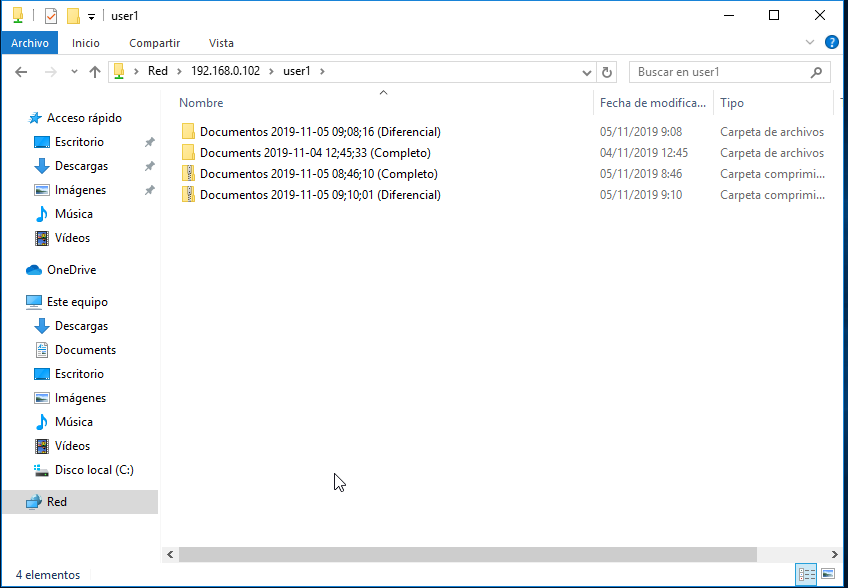 user1
Archivo Inicio Compartir Vista
Red 192.168.0.102 user1 Buscar en user1
Nombre Fecha de modifica... Tipo
Documentos 2019-11-05 09;08;16 (Diferencial) 05/11/2019 9:08 Carpeta de archivos
Documents 2019-11-04 12;45;33 (Completo) 04/11/2019 12:45 Carpeta de archivos
Documentos 2019-11-05 08;46;10 (Completo) 05/11/2019 8:46 Carpeta comprimi...
Documentos 2019-11-05 09;10;01 (Diferencial) 05/11/2019 9:10 Carpeta comprimi...
Acceso rápido
Escritorio
Descargas
Imágenes
Música
Vídeos
OneDrive
Este equipo
Descargas
Documents
Escritorio
Imágenes
Música
Vídeos
Disco local (C:)
Red
4 elementos